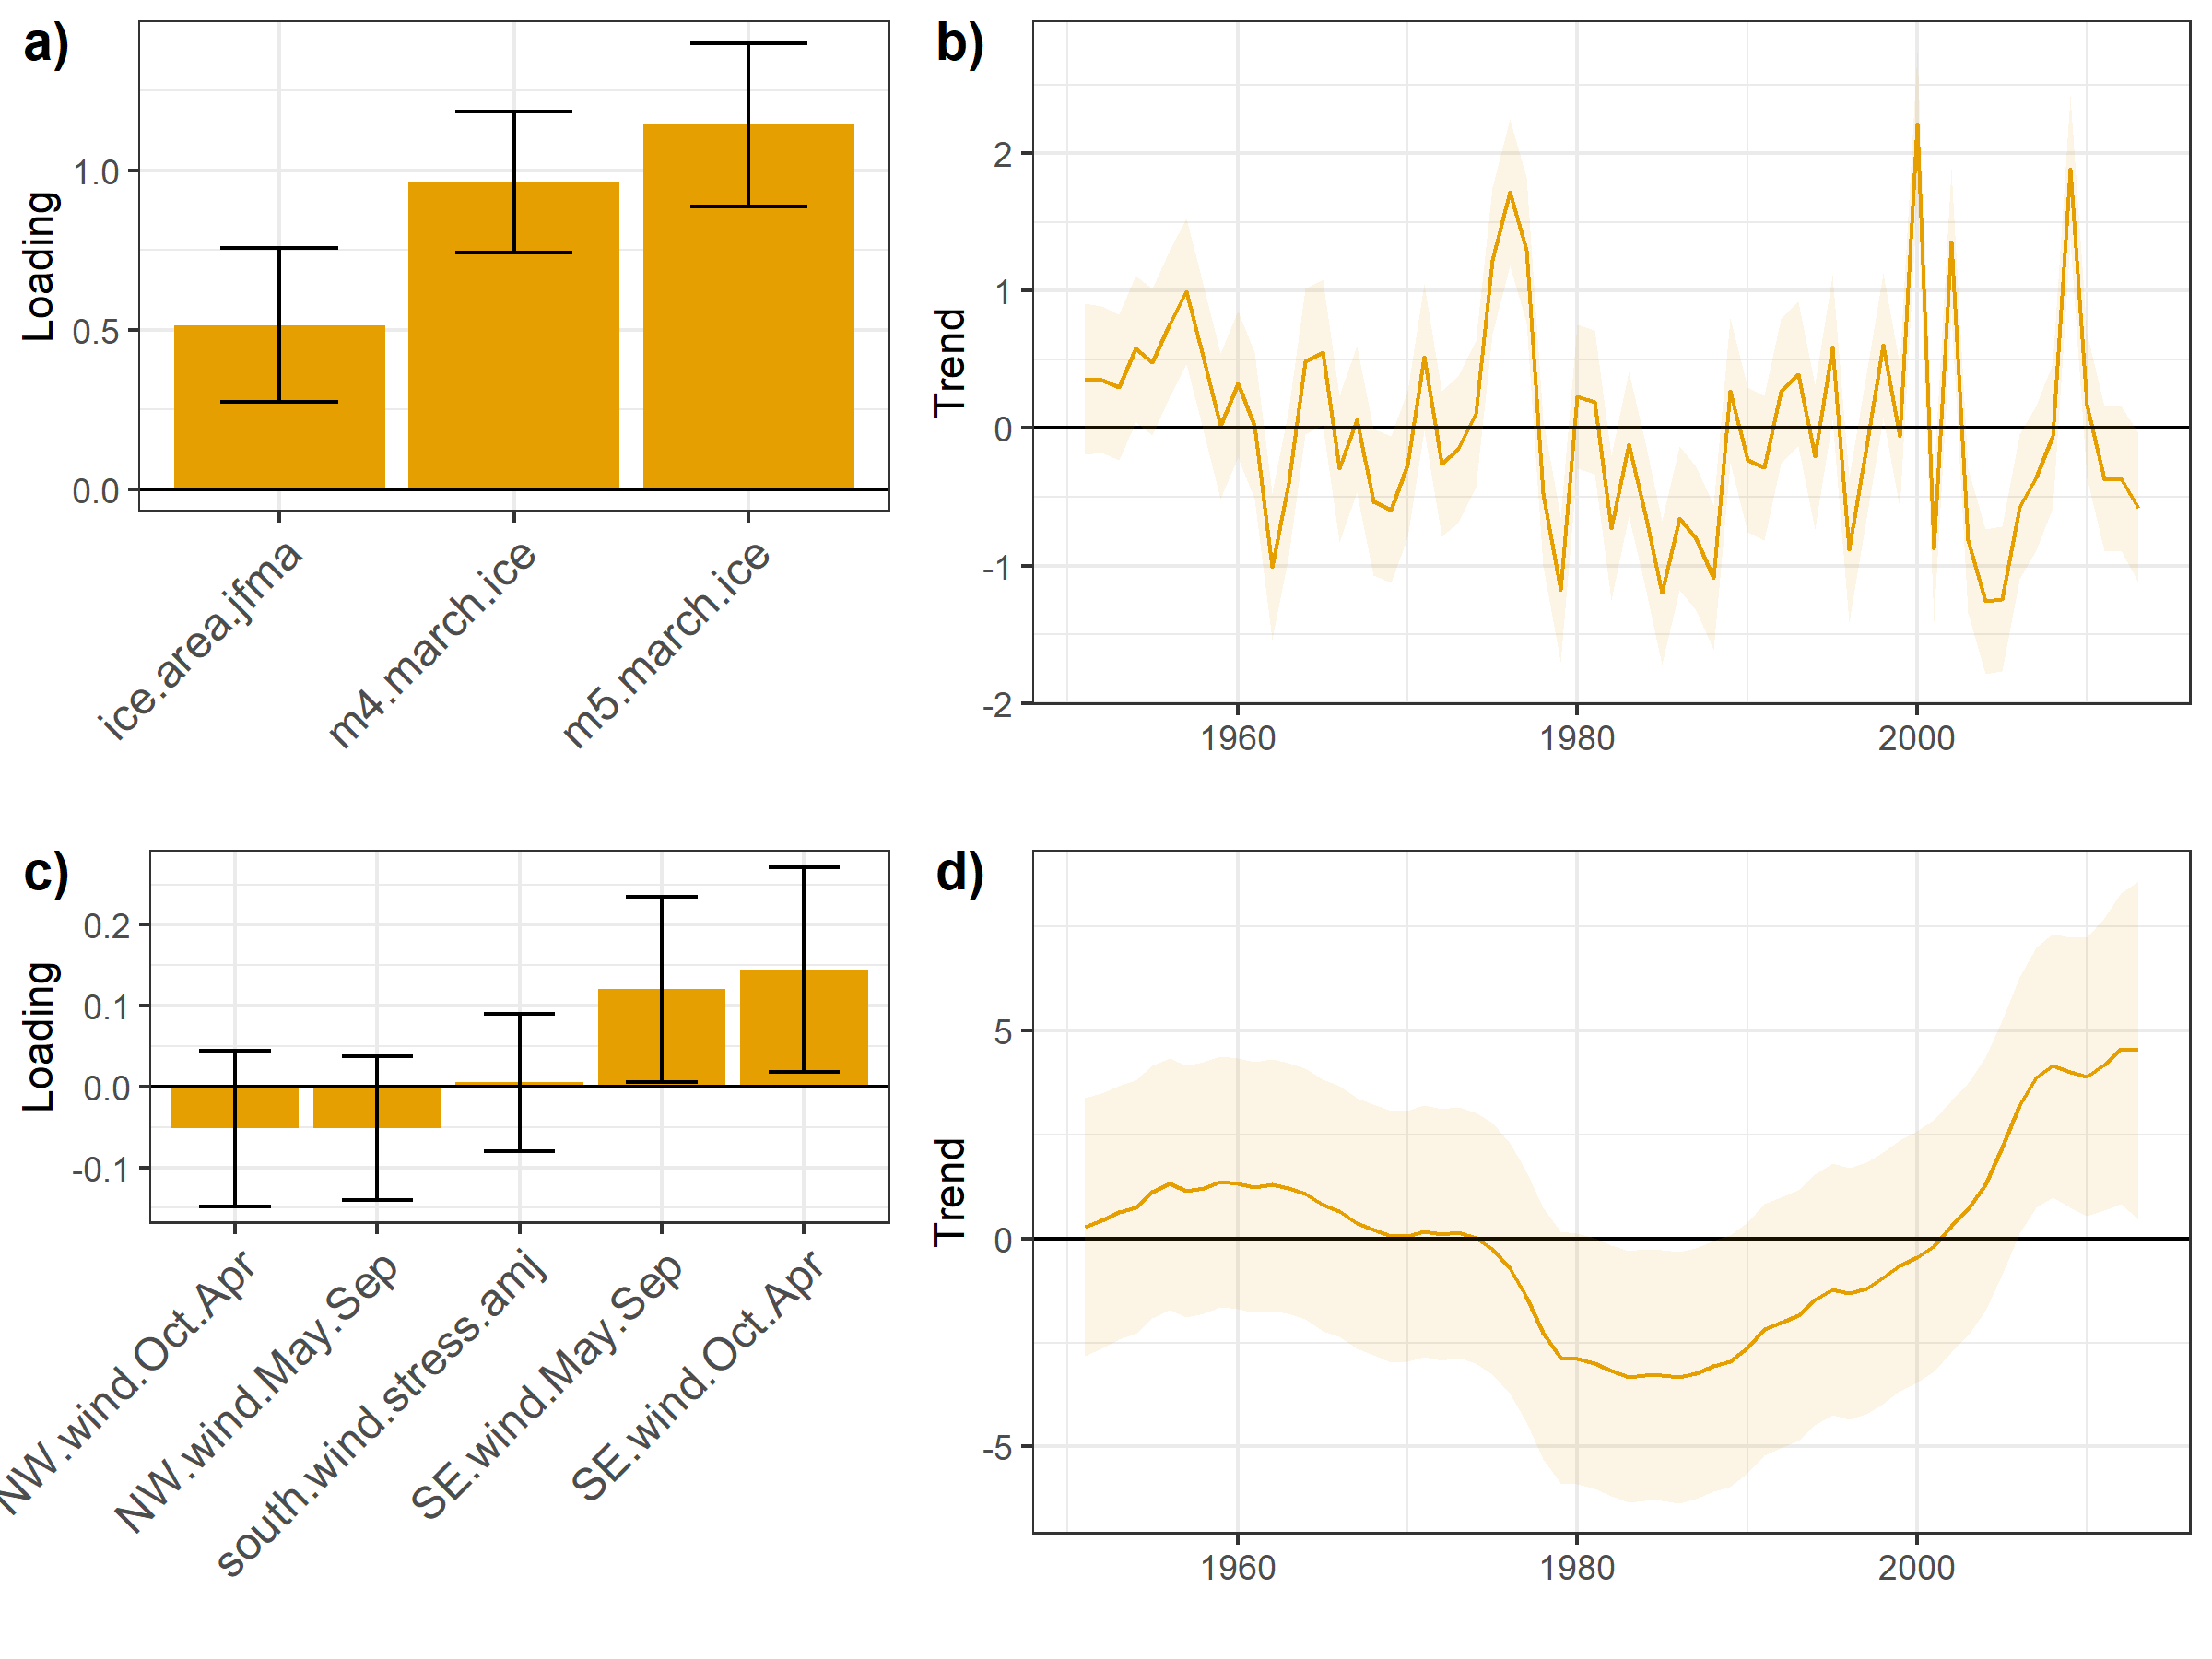 a)
Loading
1.0
0.5
0.0
ice.area.jfma
m4.march.ice
m5.march.ice
b)
Trend
2
1
0
-1
-2
1960
1980
2000
c)
Loading
0.2
0.1
0.0
-0.1
NW.wind.Oct.Apr
NW.wind.May.Sep
south.wind.stress.amj
SE.wind.May.Sep
SE.wind.Oct.Apr
d)
Trend
5
0
-5
1960
1980
2000